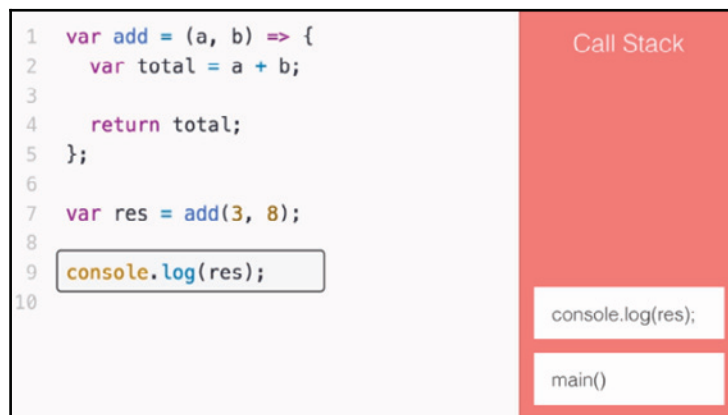 1 var add = (a, b) => {
2 var total = a + b;
3
4 return total;
5 };
6
7 var res = add(3, 8);
8
9 console.log(res);
10
Call Stack
console.log(res);
main()